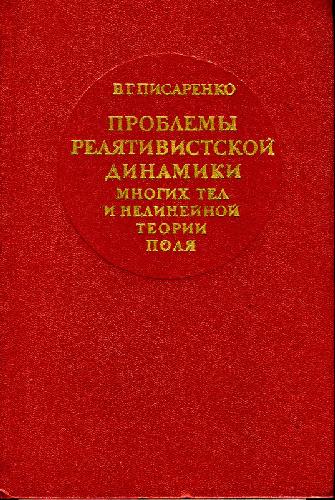 В.Г.ПИСАРЕНКО
ПРОБЛЕМЫ
РЕЛЯТИВИСТСКОЙ
ДИНАМИКИ
МНОГИХ ТЕЛ
И НЕЛИНЕЙНОЙ
ТЕОРИИ
ПОЛЯ